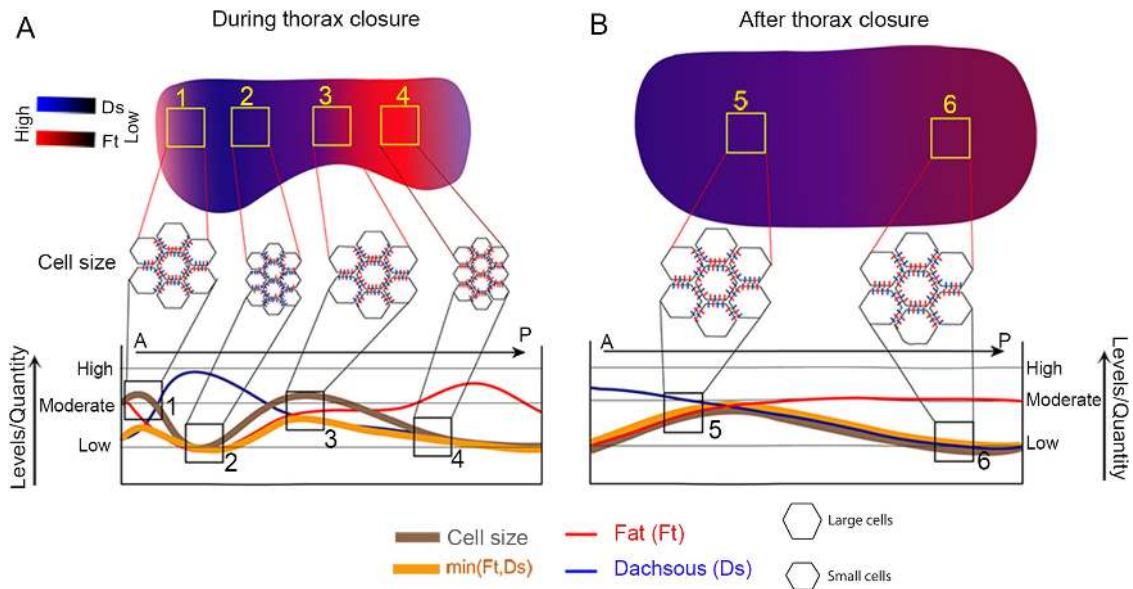 A
During thorax closure
B
After thorax closure
High
Ds
Ft
Low
1
2
3
4
5
6
Cell size
A
P
A
P
Levels/Quantity
High
Moderate
Low
1
2
3
4
5
6
High
Moderate
Low
Levels/Quantity
Cell size
Fat (Ft)
Large cells
min(Ft,Ds)
Dachsous (Ds)
Small cells